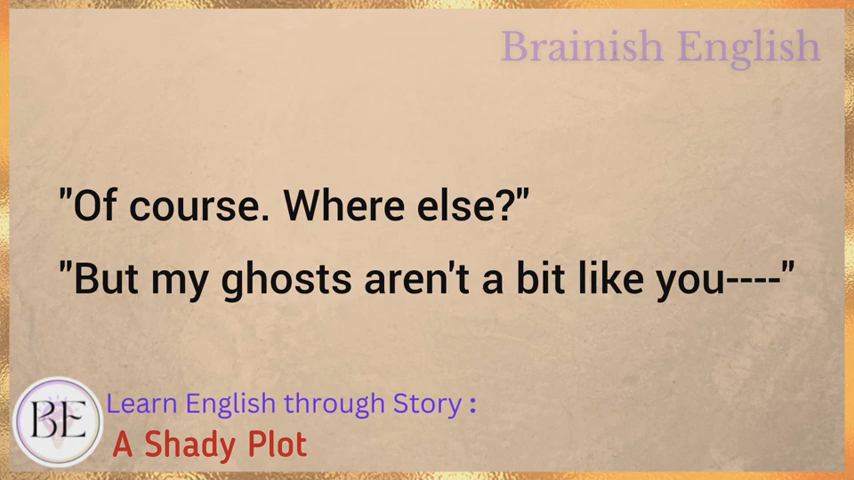 Brainish English
"Of course. Where else?"
"But my ghosts aren't a bit like you----"
BE
Learn English through Story :
A Shady Plot